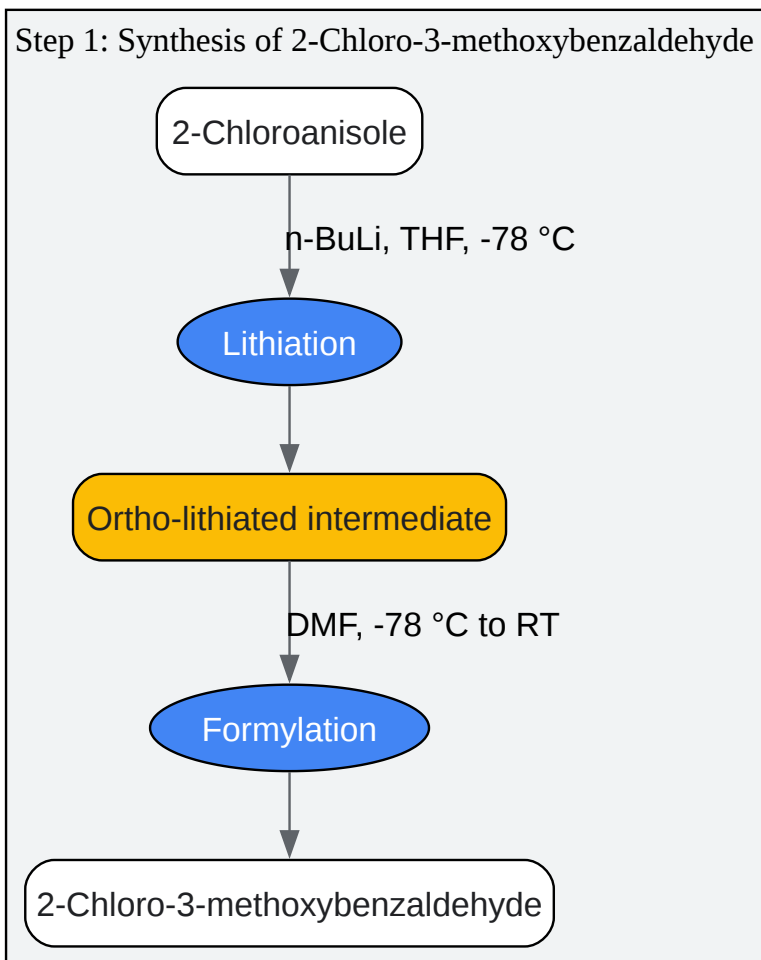 Step 1: Synthesis of 2-Chloro-3-methoxybenzaldehyde
2-Chloroanisole
n-BuLi, THF, -78 °C
Lithiation
Ortho-lithiated intermediate
DMF, -78 °C to RT
Formylation
2-Chloro-3-methoxybenzaldehyde